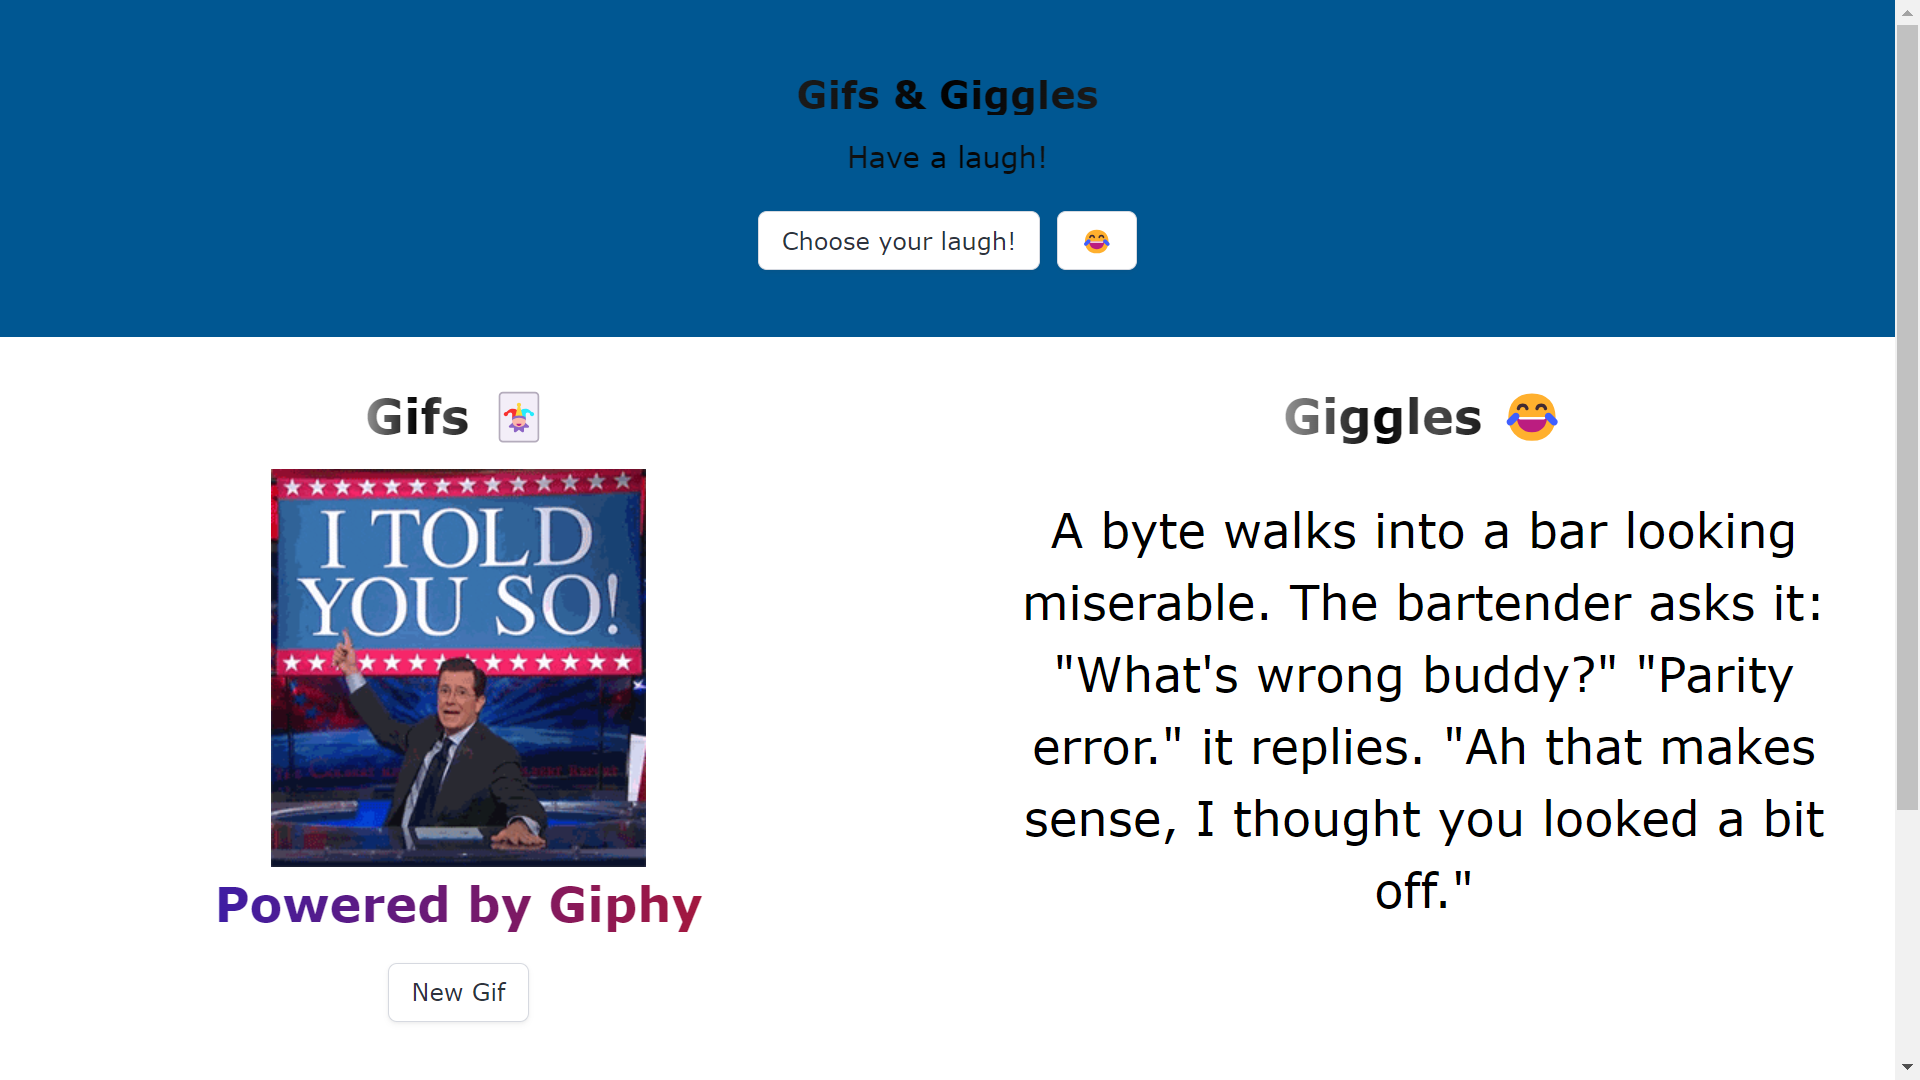 Gifs & Giggles
Have a laugh!
Choose your laugh!
😂
Gifs 🃏
I TOLD
YOU SO!
Powered by Giphy
New Gif
Giggles 😂
A byte walks into a bar looking
miserable. The bartender asks it:
"What's wrong buddy?" "Parity
error." it replies. "Ah that makes
sense, I thought you looked a bit
off."